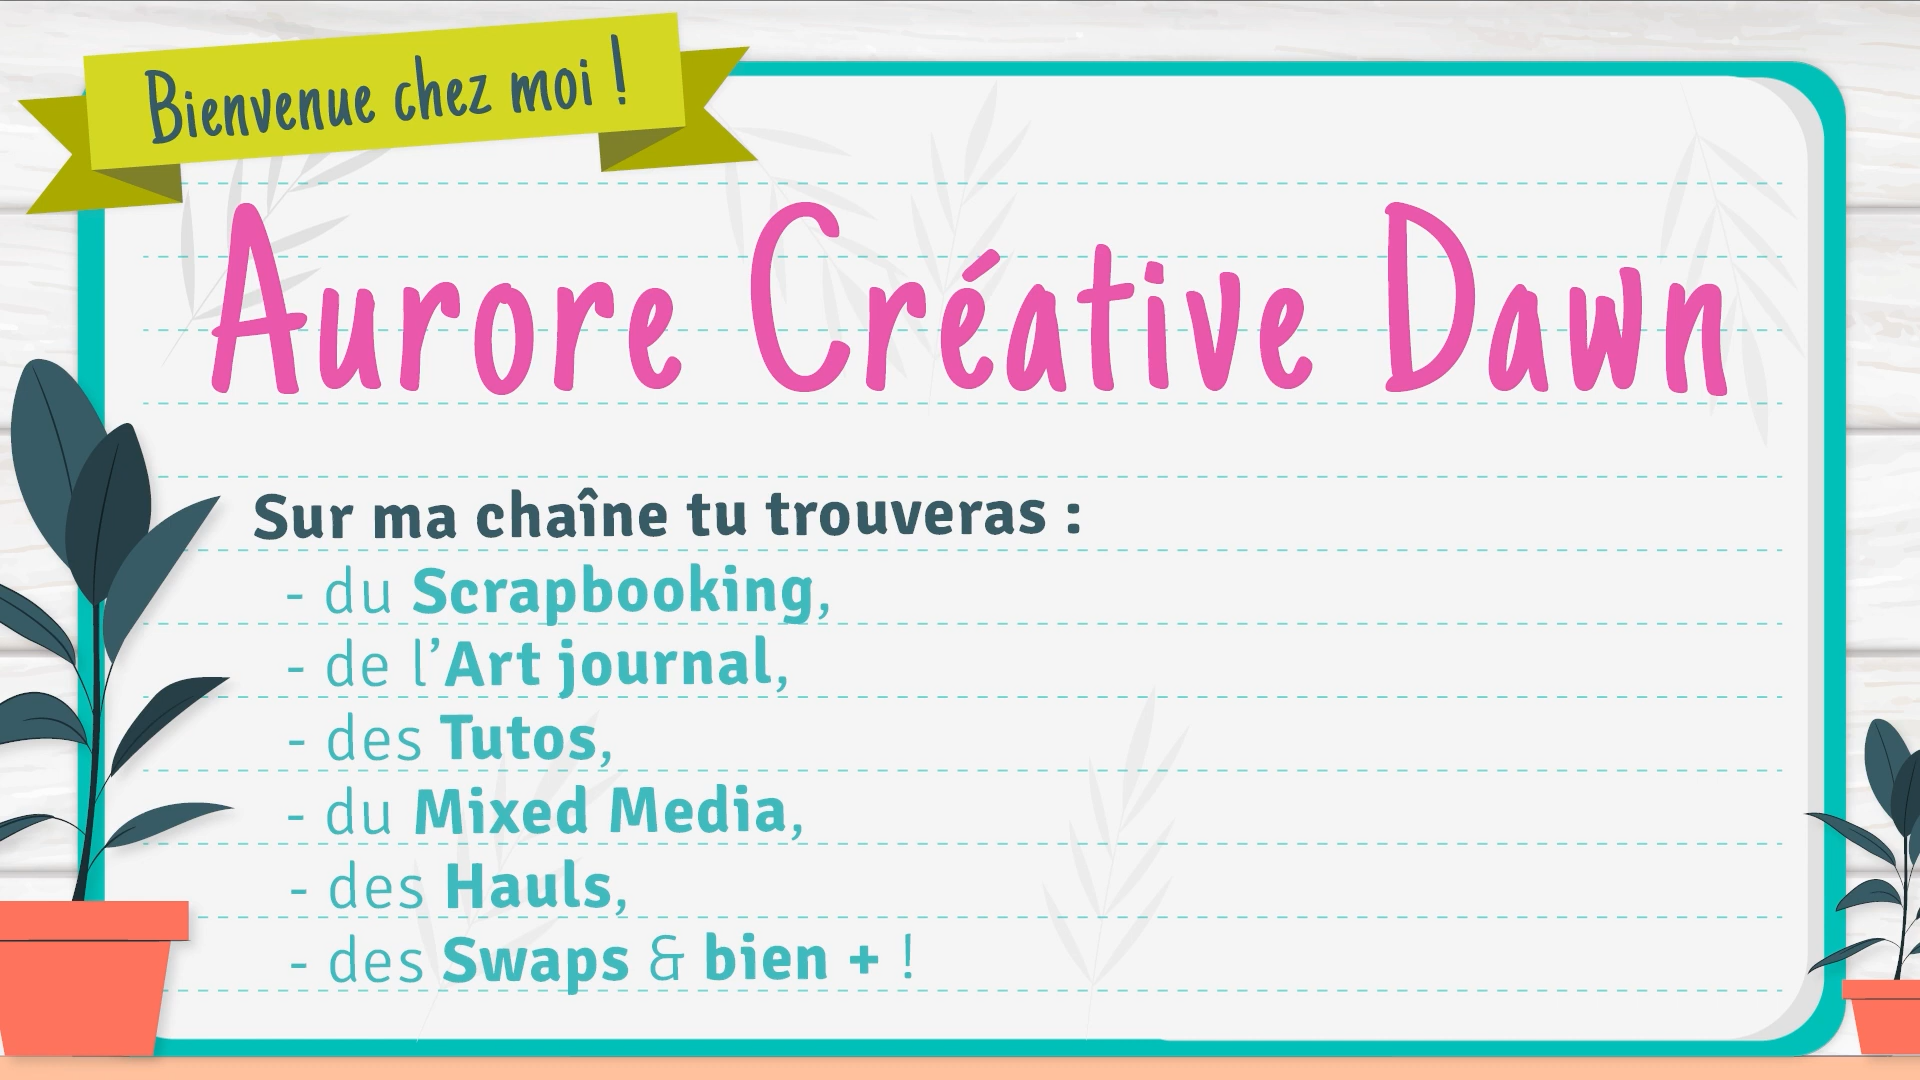 Bienvenue chez moi !
Aurore Créative Dawn
Sur ma chaîne tu trouveras :
- du Scrapbooking,
- de l’Art journal,
- des Tutos,
- du Mixed Media,
- des Hauls,
- des Swaps & bien + !